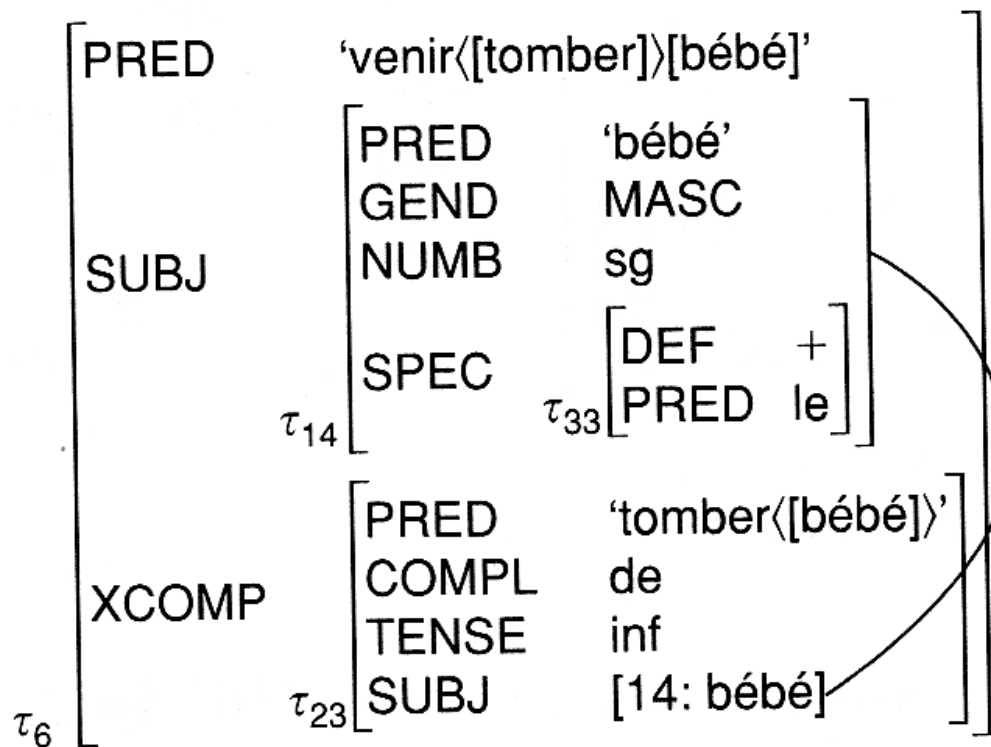 PRED ‘venir⟨[tomber]⟩[bébé]’
PRED ‘bébé’
GEND MASC
SUBJ NUMB sg
SPEC DEF +
τ14 τ33 PRED le
PRED ‘tomber⟨[bébé]⟩’
XCOMP COMPL de
TENSE inf
τ6 τ23 SUBJ [14: bébé]